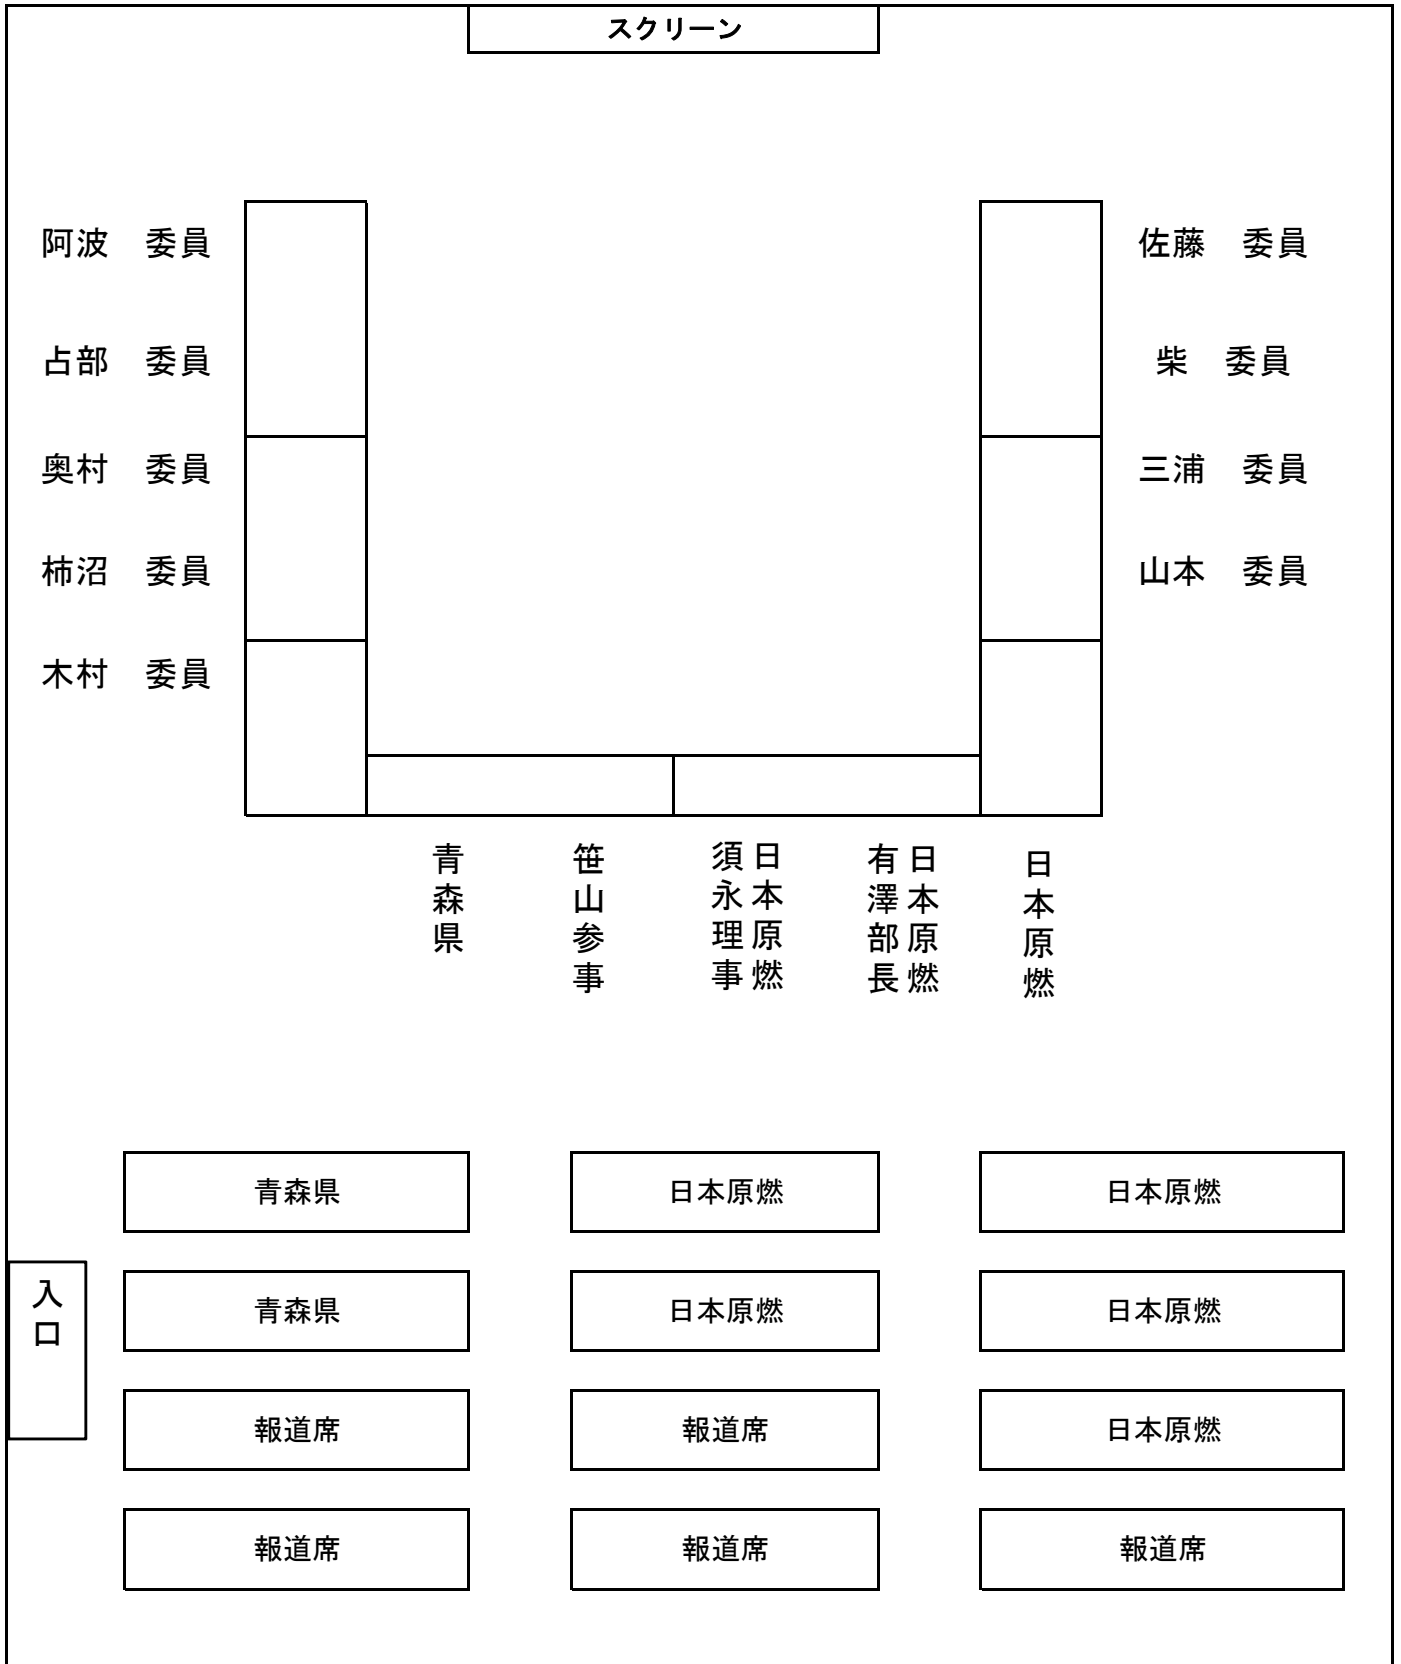 スクリーン
阿波　委員
佐藤　委員
占部　委員
柴　委員
奥村　委員
三浦　委員
柿沼　委員
山本　委員
木村　委員
青森県
笹山参事
日本原燃
須永理事
日本原燃
有澤部長
日本原燃
青森県
日本原燃
日本原燃
入口
青森県
日本原燃
日本原燃
報道席
報道席
日本原燃
報道席
報道席
報道席